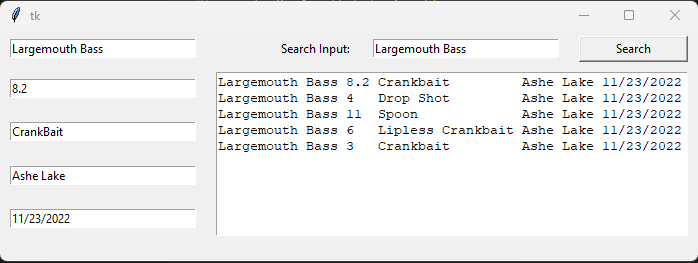 tk
Largemouth Bass
Search Input:
Largemouth Bass
Search
8.2
CrankBait
Ashe Lake
11/23/2022
Largemouth Bass 8.2 Crankbait         Ashe Lake 11/23/2022
Largemouth Bass 4   Drop Shot         Ashe Lake 11/23/2022
Largemouth Bass 11  Spoon             Ashe Lake 11/23/2022
Largemouth Bass 6   Lipless Crankbait Ashe Lake 11/23/2022
Largemouth Bass 3   Crankbait         Ashe Lake 11/23/2022